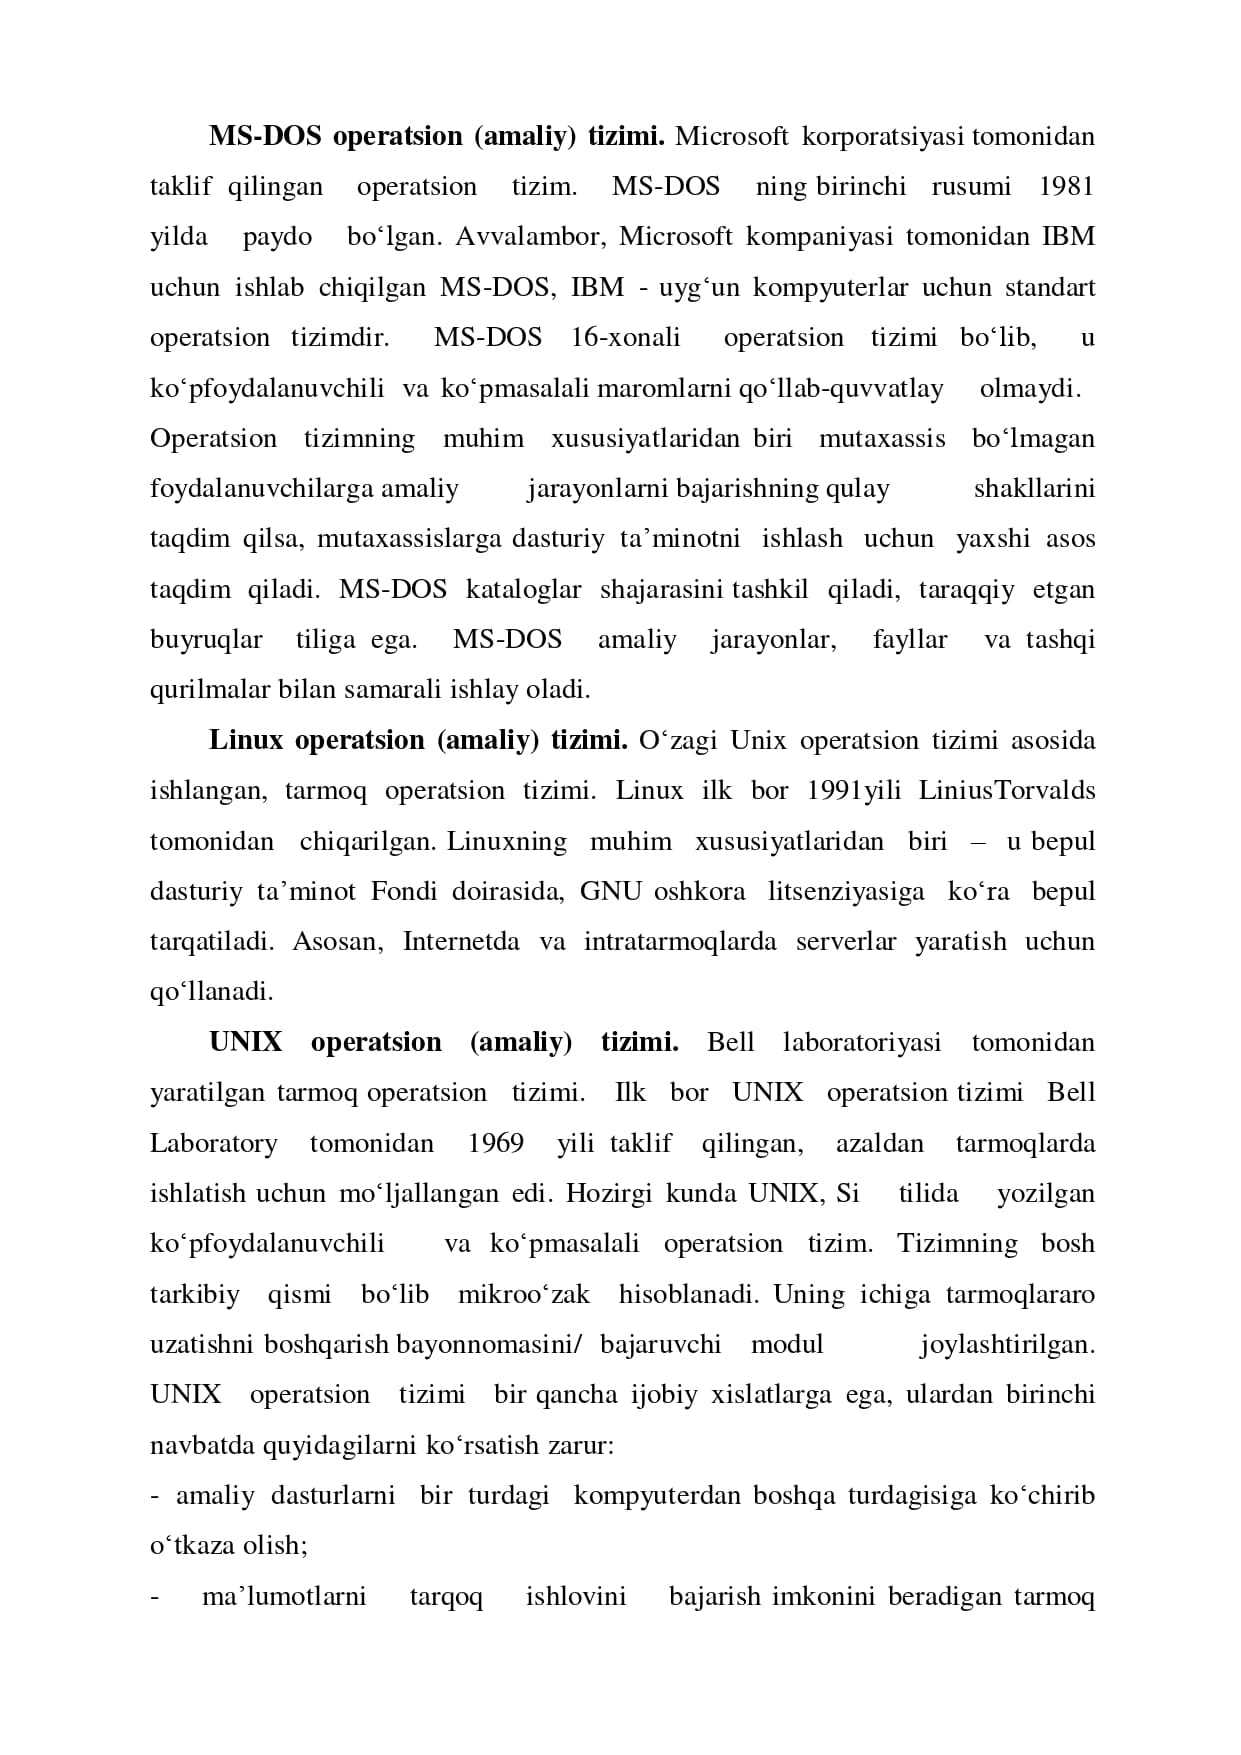 MS-DOS operatsion (amaliy) tizimi. Microsoft korporatsiyasi tomonidan
taklif qilingan operatsion tizim. MS-DOS ning birinchi rusumi 1981
yilda paydo bo‘lgan. Avvalambor, Microsoft kompaniyasi tomonidan IBM
uchun ishlab chiqilgan MS-DOS, IBM - uyg‘un kompyuterlar uchun standart
operatsion tizimdir. MS-DOS 16-xonali operatsion tizimi bo‘lib, u
ko‘pfoydalanuvchili va ko‘pmasalali maromlarni qo‘llab-quvvatlay olmaydi.
Operatsion tizimning muhim xususiyatlaridan biri mutaxassis bo‘lmagan
foydalanuvchilarga amaliy jarayonlarni bajarishning qulay shakllarini
taqdim qilsa, mutaxassislarga dasturiy ta’minotni ishlash uchun yaxshi asos
taqdim qiladi. MS-DOS kataloglar shajarasini tashkil qiladi, taraqqiy etgan
buyruqlar tiliga ega. MS-DOS amaliy jarayonlar, fayllar va tashqi
qurilmalar bilan samarali ishlay oladi.
Linux operatsion (amaliy) tizimi. O‘zagi Unix operatsion tizimi asosida
ishlangan, tarmoq operatsion tizimi. Linux ilk bor 1991yili LiniusTorvalds
tomonidan chiqarilgan. Linuxning muhim xususiyatlaridan biri – u bepul
dasturiy ta’minot Fondi doirasida, GNU oshkora litsenziyasiga ko‘ra bepul
tarqatiladi. Asosan, Internetda va intratarmoqlarda serverlar yaratish uchun
qo‘llanadi.
UNIX operatsion (amaliy) tizimi. Bell laboratoriyasi tomonidan
yaratilgan tarmoq operatsion tizimi. Ilk bor UNIX operatsion tizimi Bell
Laboratory tomonidan 1969 yili taklif qilingan, azaldan tarmoqlarda
ishlatish uchun mo‘ljallangan edi. Hozirgi kunda UNIX, Si tilida yozilgan
ko‘pfoydalanuvchili va ko‘pmasalali operatsion tizim. Tizimning bosh
tarkibiy qismi bo‘lib mikroo‘zak hisoblanadi. Uning ichiga tarmoqlararo
uzatishni boshqarish bayonnomasini/ bajaruvchi modul joylashtirilgan.
UNIX operatsion tizimi bir qancha ijobiy xislatlarga ega, ulardan birinchi
navbatda quyidagilarni ko‘rsatish zarur:
- amaliy dasturlarni bir turdagi kompyuterdan boshqa turdagisiga ko‘chirib
o‘tkaza olish;
- ma’lumotlarni tarqoq ishlovini bajarish imkonini beradigan tarmoq